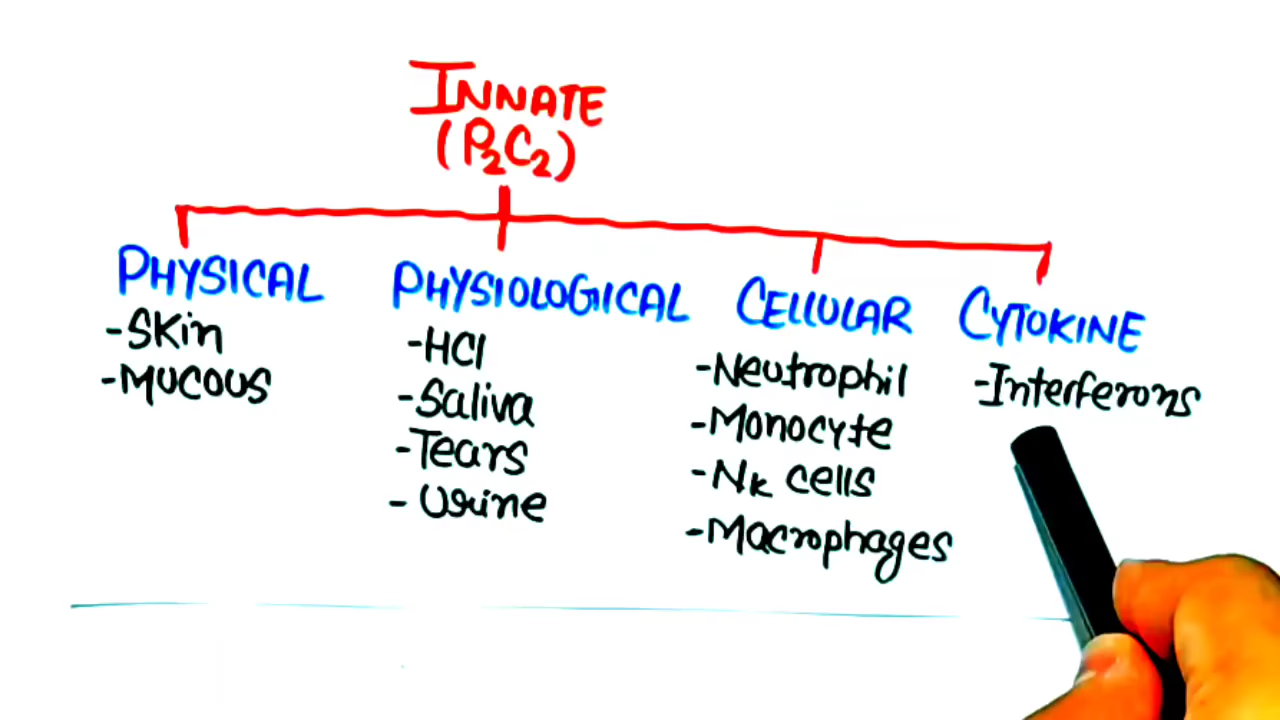 INNATE
(P2C2)
PHYSICAL
-Skin
-Mucous
PHYSIOLOGICAL
-HCl
-Saliva
-Tears
-Urine
CELLULAR
-Neutrophil
-Monocyte
-NK cells
-Macrophages
CYTOKINE
-Interferons